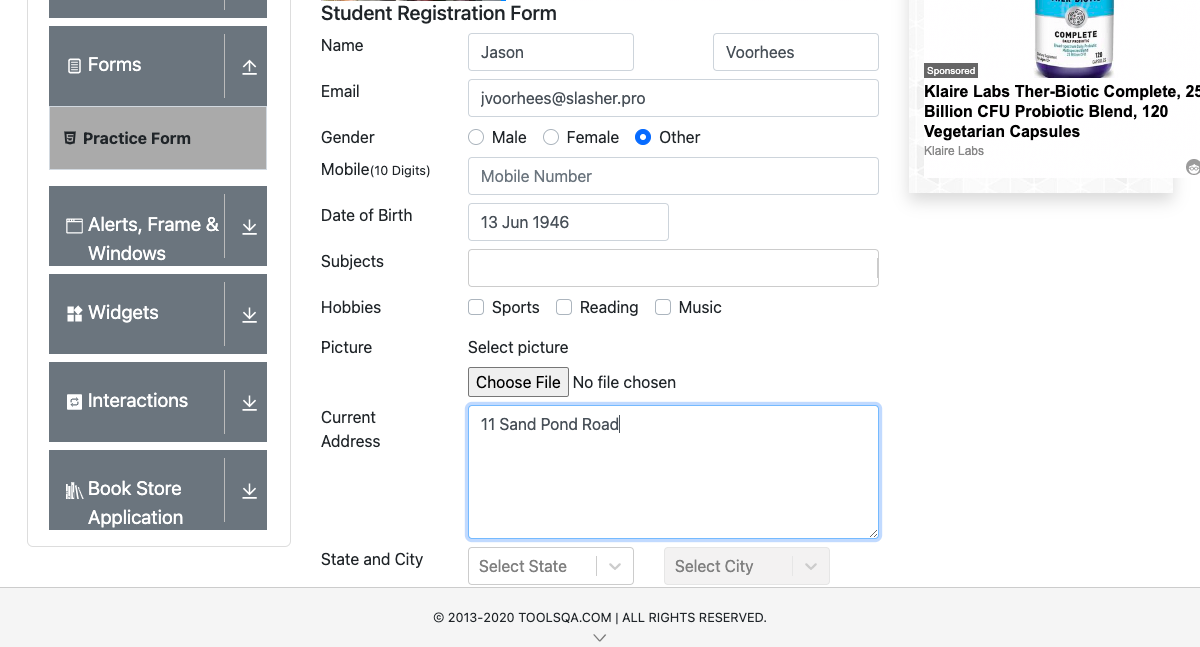 Student Registration Form
Name
Jason
Voorhees
Email
jvoorhees@slasher.pro
Gender
Male
Female
Other
Mobile(10 Digits)
Mobile Number
Date of Birth
13 Jun 1946
Subjects
Hobbies
Sports
Reading
Music
Picture
Select picture
Choose File
No file chosen
Current
Address
11 Sand Pond Road
State and City
Select State
Select City
Forms
Practice Form
Alerts, Frame &
Windows
Widgets
Interactions
Book Store
Application
COMPLETE
120
Sponsored
Klaire Labs Ther-Biotic Complete, 25
Billion CFU Probiotic Blend, 120
Vegetarian Capsules
Klaire Labs
© 2013-2020 TOOLSQA.COM | ALL RIGHTS RESERVED.